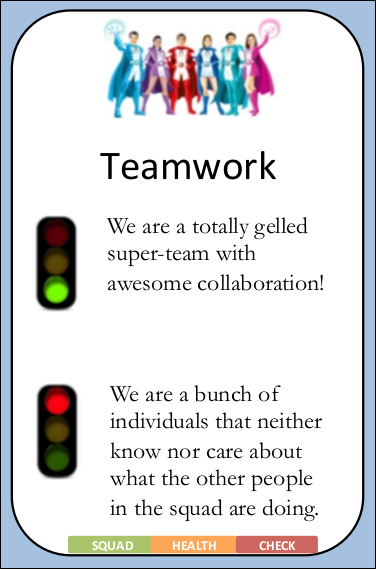 Teamwork
We are a totally gelled
super-team with
awesome collaboration!
We are a bunch of
individuals that neither
know nor care about
what the other people
in the squad are doing.
SQUAD HEALTH CHECK